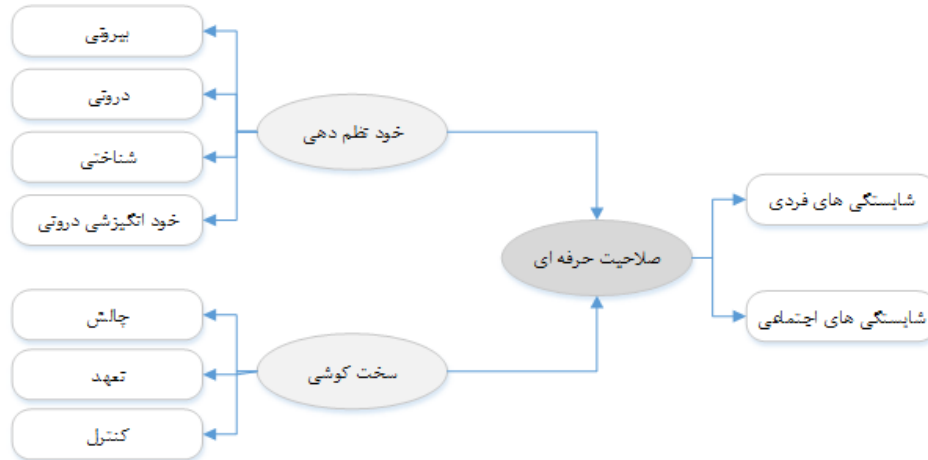 بیرونی
درونی
شناختی
خود انگیزشی درونی
خود نظم دهی
چالش
تعهد
کنترل
سخت کوشی
صلاحیت حرفه ای
شایستگی های فردی
شایستگی های اجتماعی